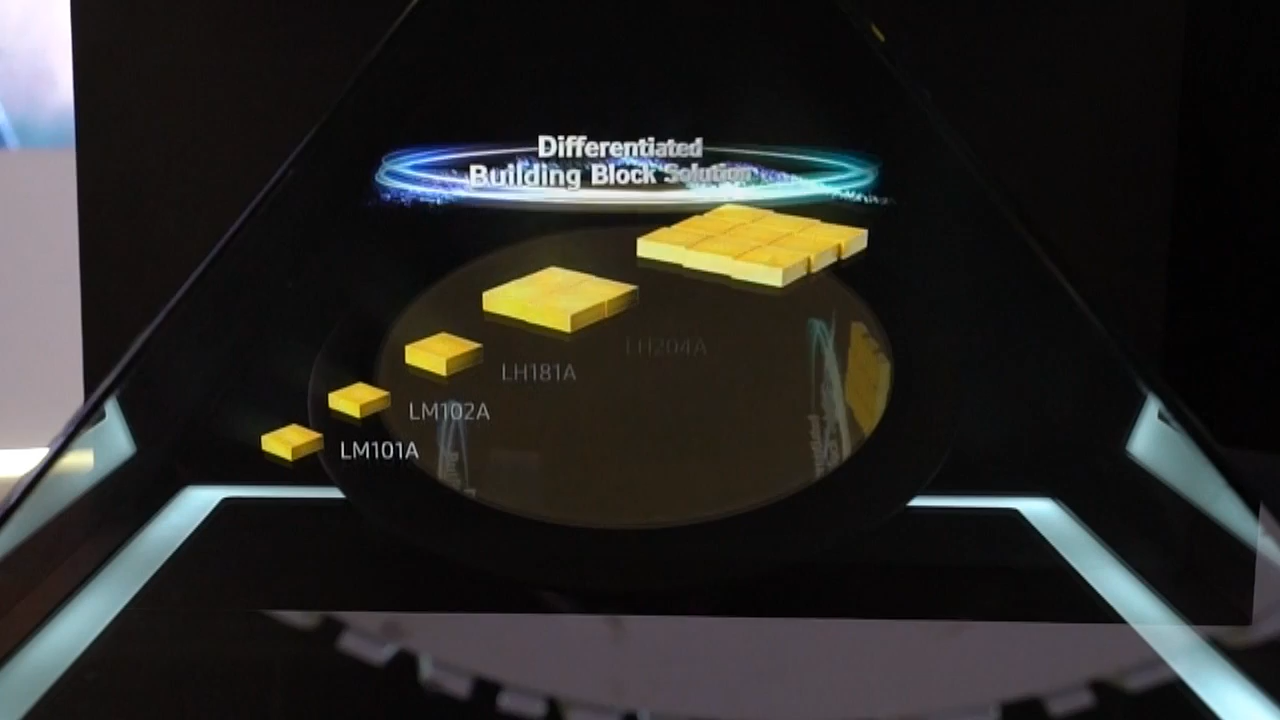 Differentiated
Building Block Solution
LH204A
LH181A
LM102A
LM101A